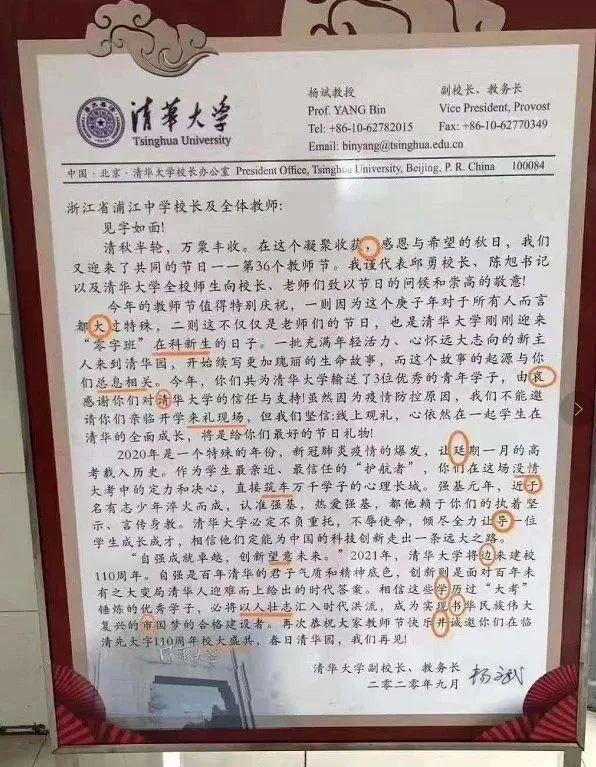 杨斌教授
Prof. YANG Bin
Tel: +86-10-62782015
Email: binyang@tsinghua.edu.cn
副校长、教务长
Vice President, Provost
Fax: +86-10-62770349
清华大学
Tsinghua University
中国·北京·清华大学校长办公室 President Office, Tsinghua University, Beijing, P. R. China 100084
浙江省浦江中学校长及全体教师:
见字如面!
清秋半轮，万粟丰收。在这个凝聚收获，感恩与希望的秋日，我们
又迎来了共同的节日一一第36个教师节。我谨代表邱勇校长、陈旭书记
以及清华大学全校师生向校长、老师们致以节日的问候和崇高的敬意!
今年的教师节值得特别庆祝，一则因为这个庚子年对于所有人而言
都大过特殊，二则这不仅仅是老师们的节日，也是清华大学刚刚迎来
“零字班”在科新生的日子。一批充满年轻活力、心怀远大志向的新主
人来到清华园，开始续写更加瑰丽的生命故事，而这个故事的起源与你
们总息相关。今年，你们共为清华大学输送了3位优秀的青年学子，由哀
感谢你们对清华大学的信任与支持!虽然因为疫情防控原因，我们不能邀
请你们亲临开学来礼现场，但我们坚信:线上观礼，心依然在一起学生在
清华的全面成长，将是给你们最好的节日礼物!
2020年是一个特殊的年份，新冠肺炎疫情的爆发，让廷期一月的高
考载入历史。作为学生最亲近、最信任的“护航者”，你们在这场没情
大考中的定力和决心，直接筑车万千学子的心理长城。强基元年，近于
名有志少年淬火而成，认准强基，热爱强基，都他赖于你们的执着坚
示、言传身教。清华大学必定不负重托，不辱使命，倾尽全力让导一位
学生成长成才，相信他们定能为中国的科技创新走出一条远大之路。
“自强成就卓越，创新望意未来。”2021年，清华大学将边来建校
110周年。自强是百年清华的君子气质和精神底色，创新则是面对百年未
有之大变局清华人迎难而上给出的时代答案。相信这些学历过“大考”
锤炼的优秀学子，必将以人壮志汇入时代洪流，成为实现书华民族伟大
复兴的审国梦的合格建设者。再次恭祝大家教师节快乐井诚邀你们在临
清先大字110周年校大盛共，春日清华园，我们再见!
清华大学副校长、教务长
二零二零年九月 杨斌